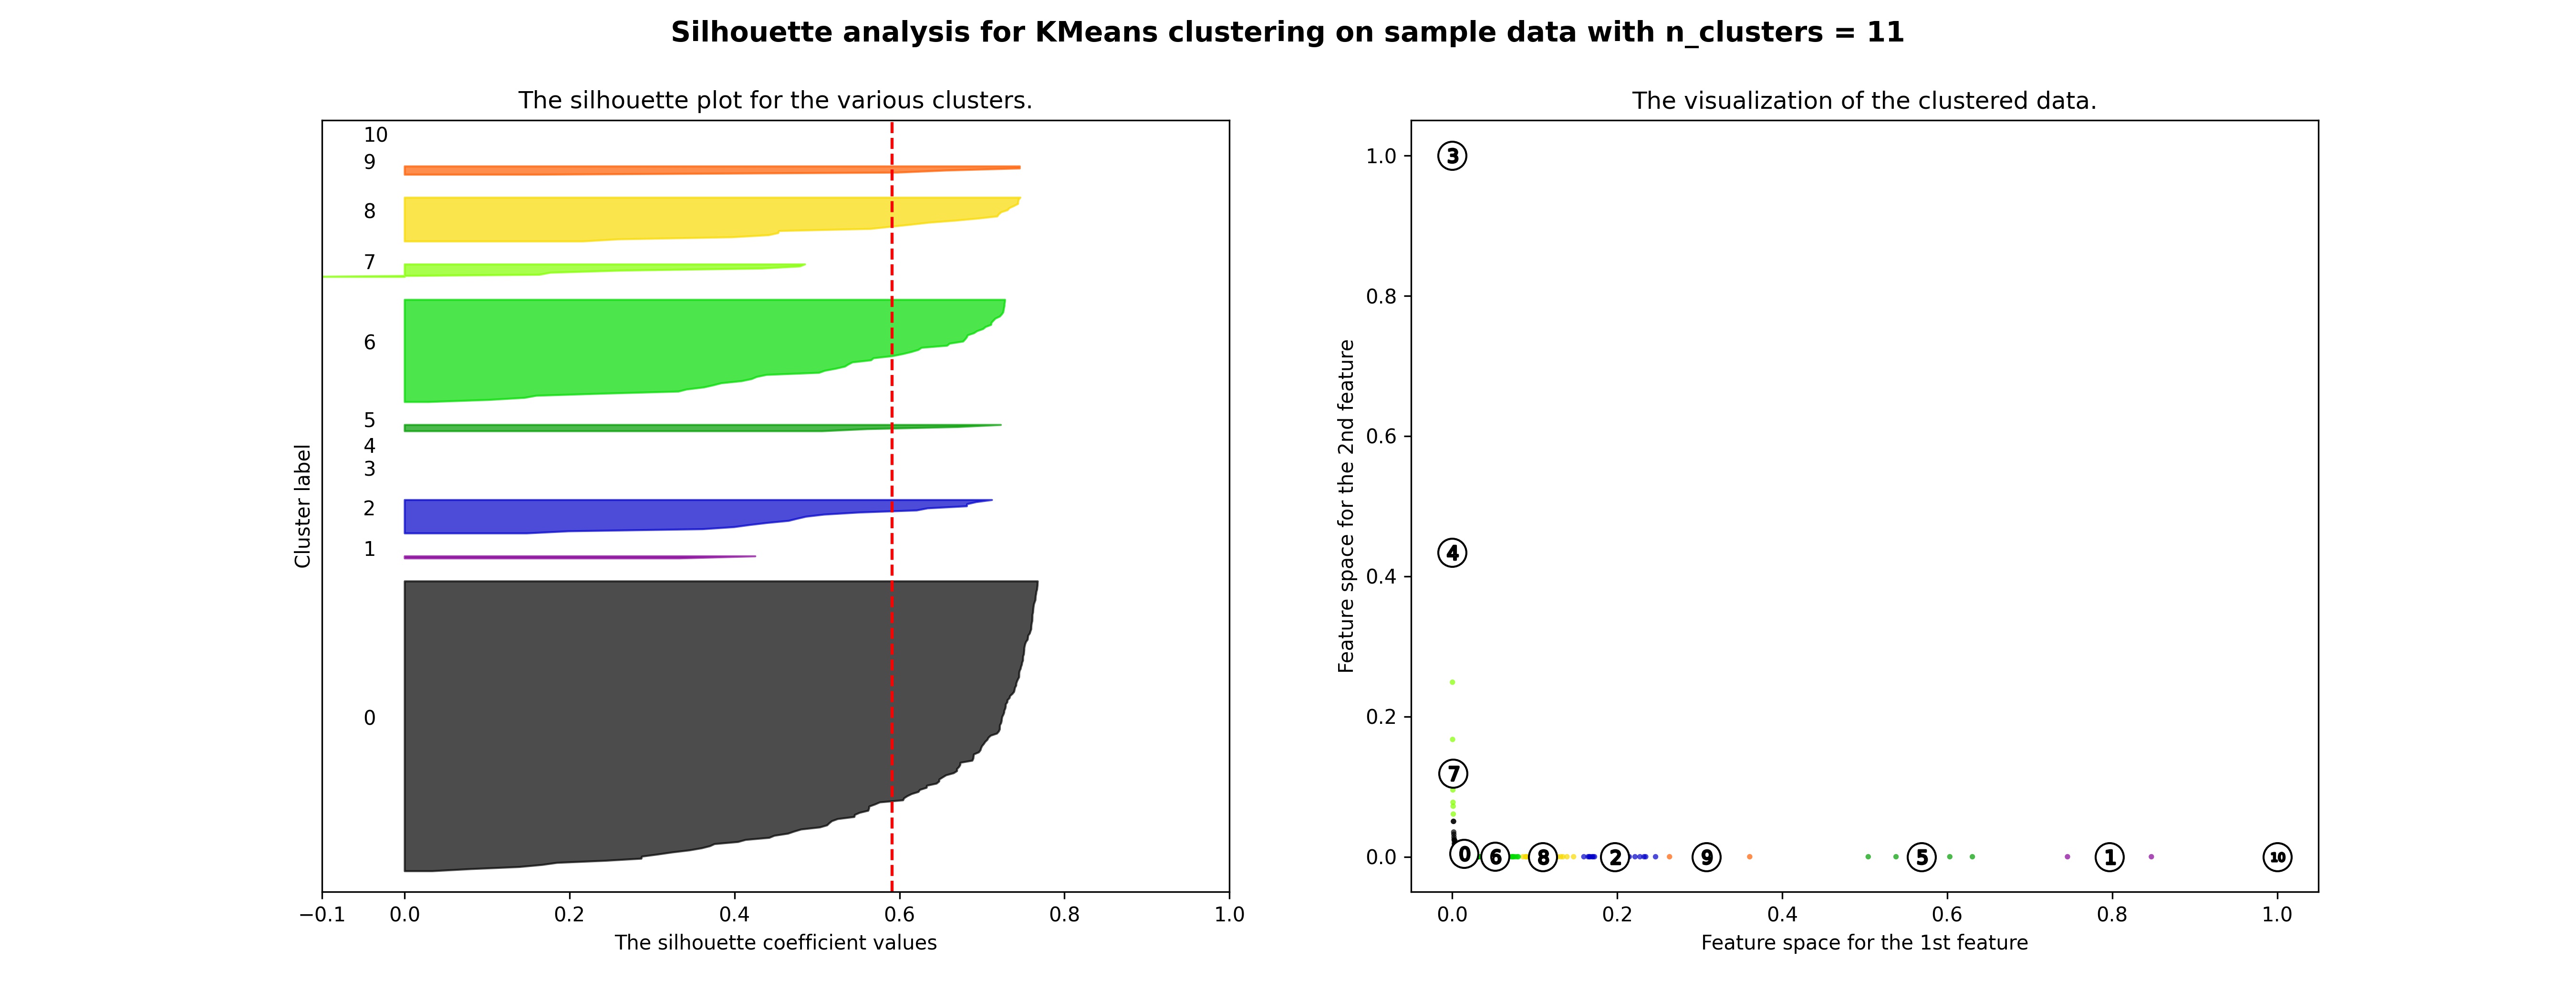 Silhouette analysis for KMeans clustering on sample data with n_clusters = 11
The silhouette plot for the various clusters.
10
9
8
7
6
5
4
3
2
1
0
Cluster label
−0.1 0.0 0.2 0.4 0.6 0.8 1.0
The silhouette coefficient values
The visualization of the clustered data.
1.0
0.8
0.6
0.4
0.2
0.0
Feature space for the 2nd feature
3
4
7
0 6 8 2 9 5 1 10
0.0 0.2 0.4 0.6 0.8 1.0
Feature space for the 1st feature